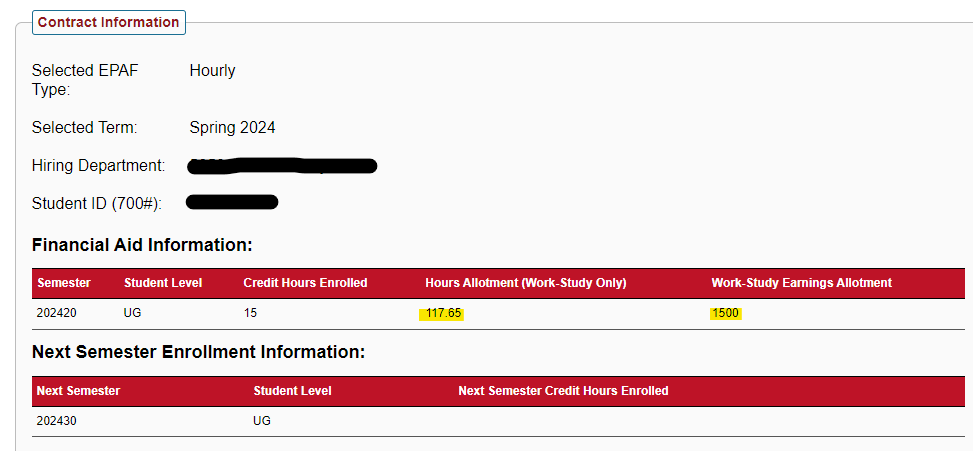 Contract Information
Selected EPAF Hourly
Type:
Selected Term: Spring 2024
Hiring Department:
Student ID (700#):
Financial Aid Information:
Semester Student Level Credit Hours Enrolled Hours Allotment (Work-Study Only) Work-Study Earnings Allotment
202420 UG 15 117.65 1500
Next Semester Enrollment Information:
Next Semester Student Level Next Semester Credit Hours Enrolled
202430 UG